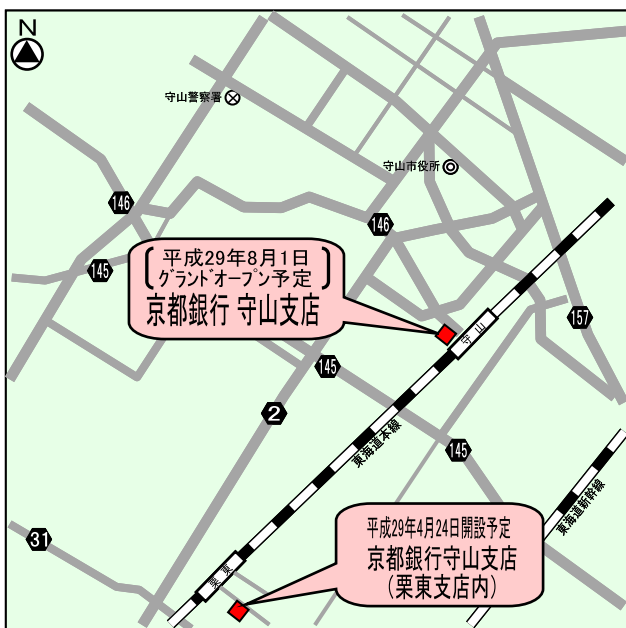 N
守山警察署
守山市役所
146
146
145
平成29年8月1日
グランドオープン予定
京都銀行 守山支店
守山
157
145
2
145
東海道本線
東海道新幹線
31
平成29年4月24日開設予定
京都銀行守山支店
(栗東支店内)
栗東